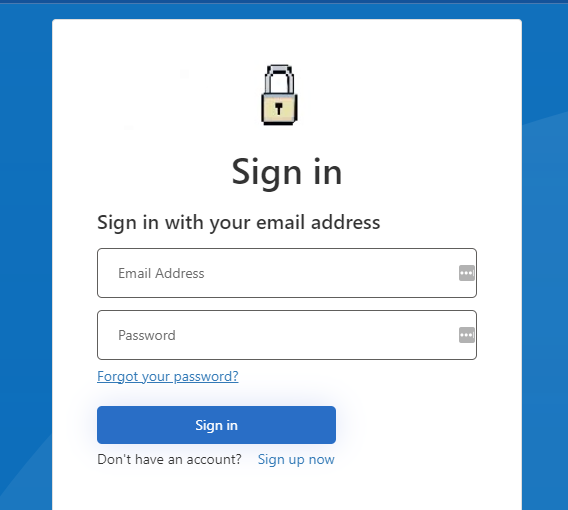 Sign in
Sign in with your email address
Email Address
Password
Forgot your password?
Sign in
Don't have an account? Sign up now